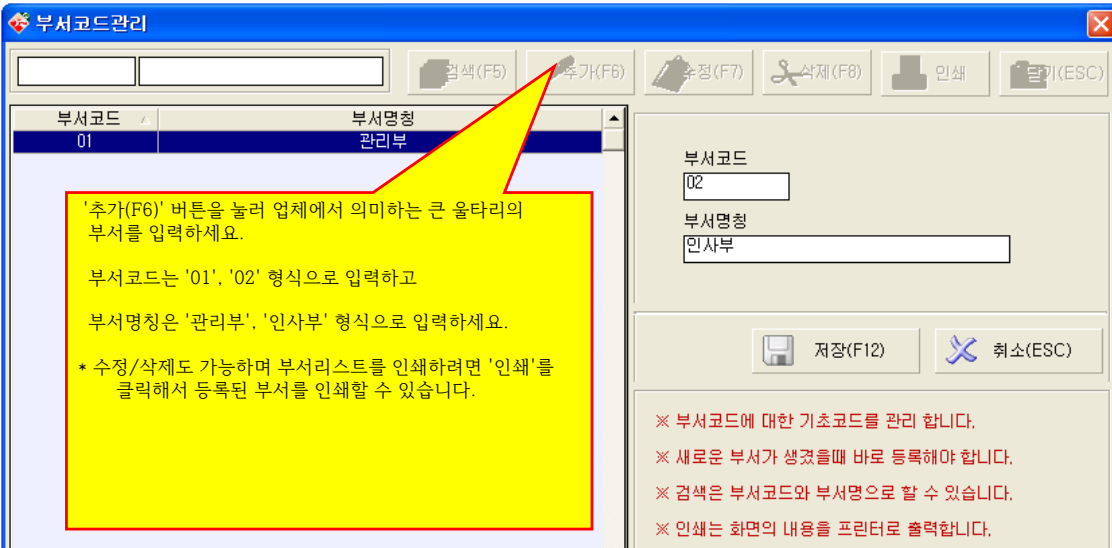 부서코드관리
검색(F5) 추가(F6) 수정(F7) 삭제(F8) 인쇄 닫기(ESC)
부서코드 부서명칭
01 관리부
'추가(F6)' 버튼을 눌러 업체에서 의미하는 큰 울타리의
부서를 입력하세요.
부서코드는 '01', '02' 형식으로 입력하고
부서명칭은 '관리부', '인사부' 형식으로 입력하세요.
* 수정/삭제도 가능하며 부서리스트를 인쇄하려면 '인쇄'를
클릭해서 등록된 부서를 인쇄할 수 있습니다.
부서코드
02
부서명칭
인사부
저장(F12) 취소(ESC)
※ 부서코드에 대한 기초코드를 관리 합니다.
※ 새로운 부서가 생겼을때 바로 등록해야 합니다.
※ 검색은 부서코드와 부서명으로 할 수 있습니다.
※ 인쇄는 화면의 내용을 프린터로 출력합니다.